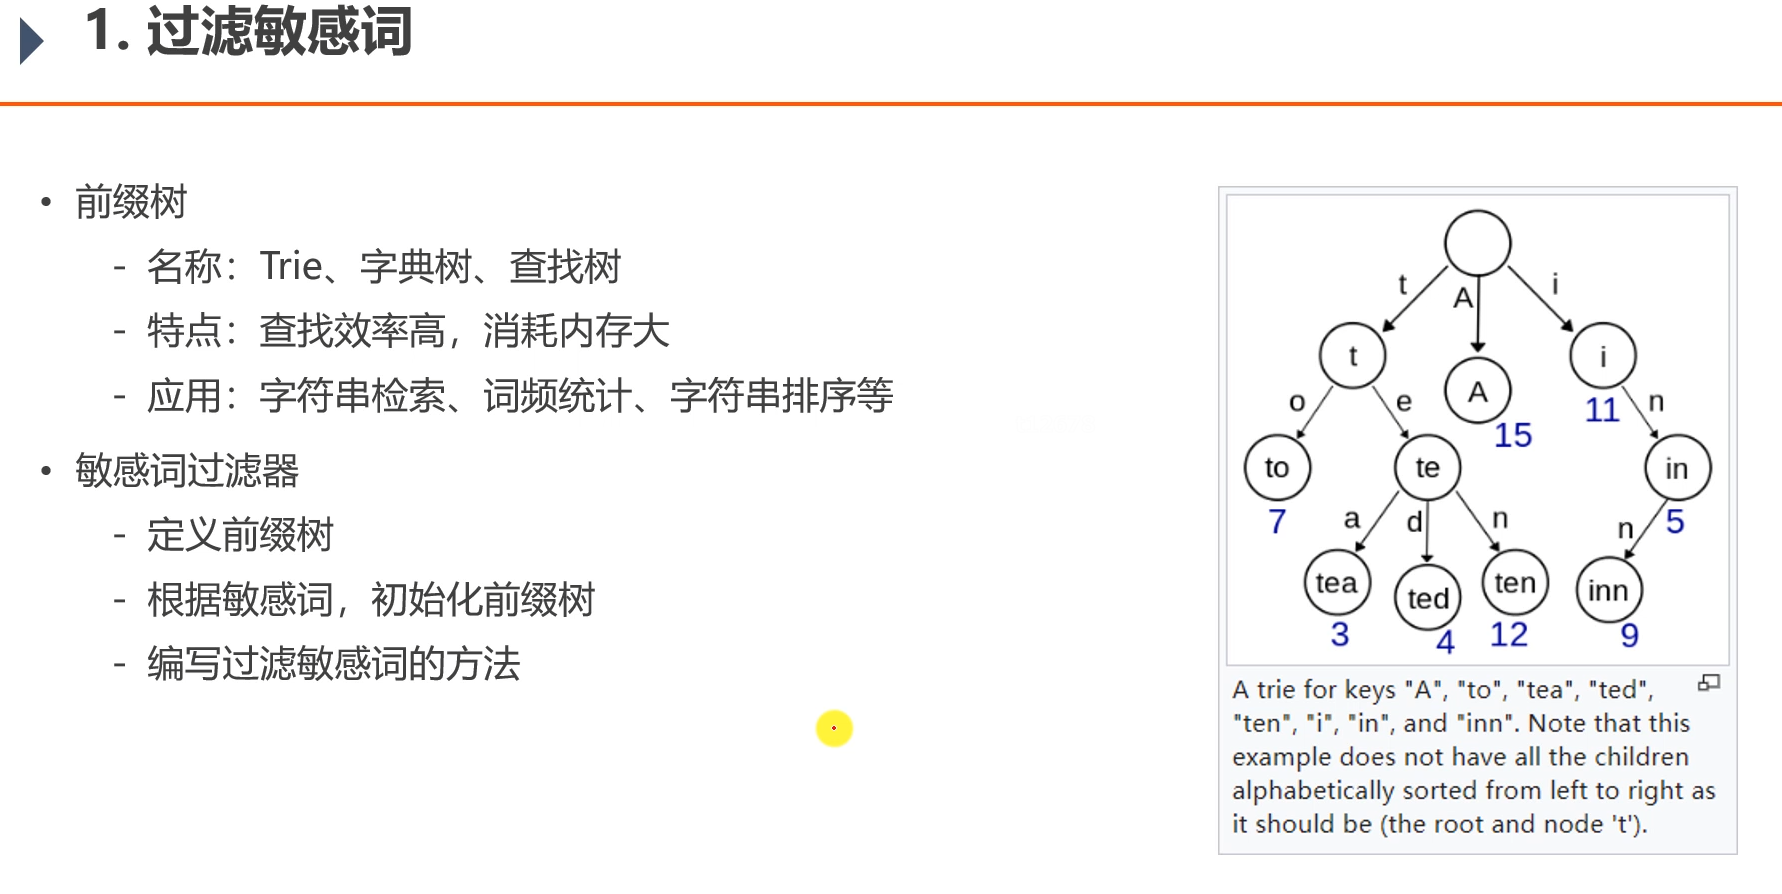 1. 过滤敏感词
• 前缀树
- 名称：Trie、字典树、查找树
- 特点：查找效率高，消耗内存大
- 应用：字符串检索、词频统计、字符串排序等
• 敏感词过滤器
- 定义前缀树
- 根据敏感词，初始化前缀树
- 编写过滤敏感词的方法
t A i
t A i
15 11
o e n
to te in
7 5
a d n n
tea ted ten inn
3 4 12 9
A trie for keys "A", "to", "tea", "ted",
"ten", "i", "in", and "inn". Note that this
example does not have all the children
alphabetically sorted from left to right as
it should be (the root and node 't').